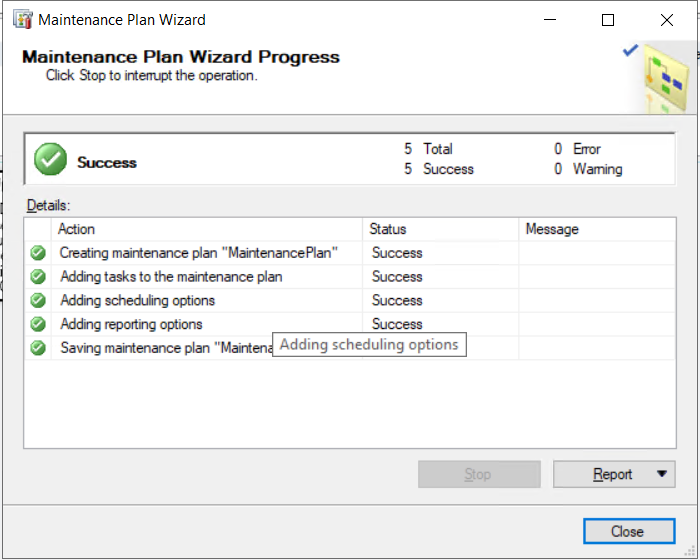 Maintenance Plan Wizard
Maintenance Plan Wizard Progress
Click Stop to interrupt the operation.
Success
5 Total 0 Error
5 Success 0 Warning
Details:
Action Status Message
Creating maintenance plan "MaintenancePlan" Success
Adding tasks to the maintenance plan Success
Adding scheduling options Success
Adding reporting options Success
Saving maintenance plan "Maintena
Adding scheduling options
Stop Report
Close